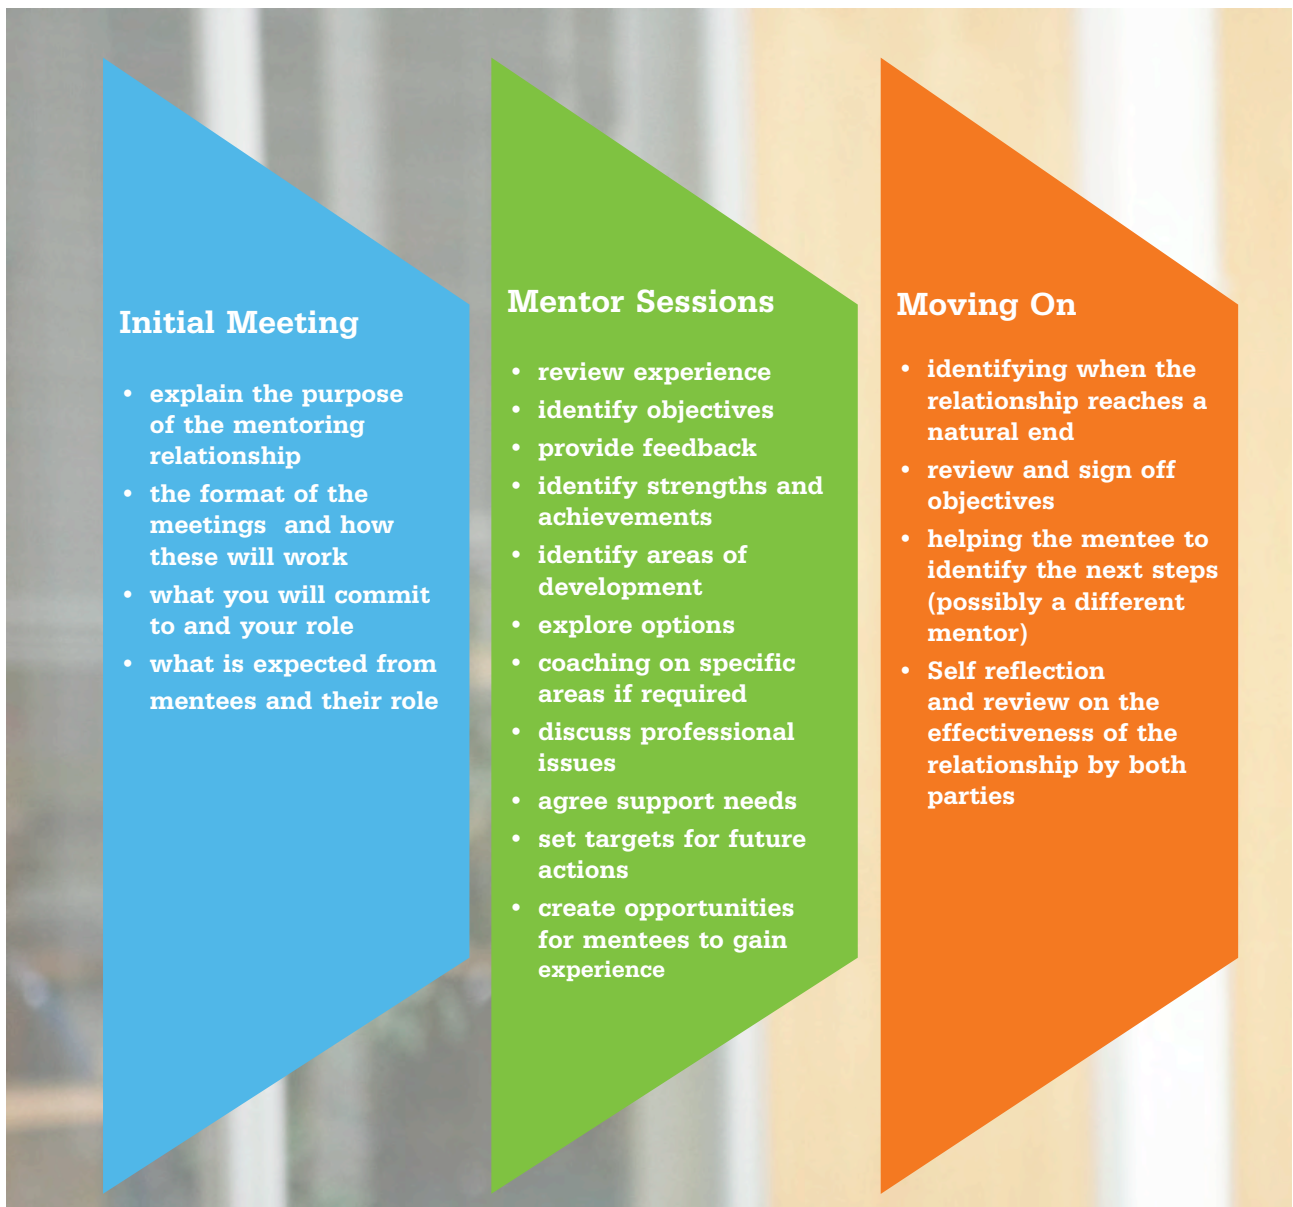 Initial Meeting
• explain the purpose
of the mentoring
relationship
• the format of the
meetings  and how
these will work
• what you will commit
to and your role
• what is expected from
mentees and their role
Mentor Sessions
• review experience
• identify objectives
• provide feedback
• identify strengths and
achievements
• identify areas of
development
• explore options
• coaching on specific
areas if required
• discuss professional
issues
• agree support needs
• set targets for future
actions
• create opportunities
for mentees to gain
experience
Moving On
• identifying when the
relationship reaches a
natural end
• review and sign off
objectives
• helping the mentee to
identify the next steps
(possibly a different
mentor)
• Self reflection
and review on the
effectiveness of the
relationship by both
parties